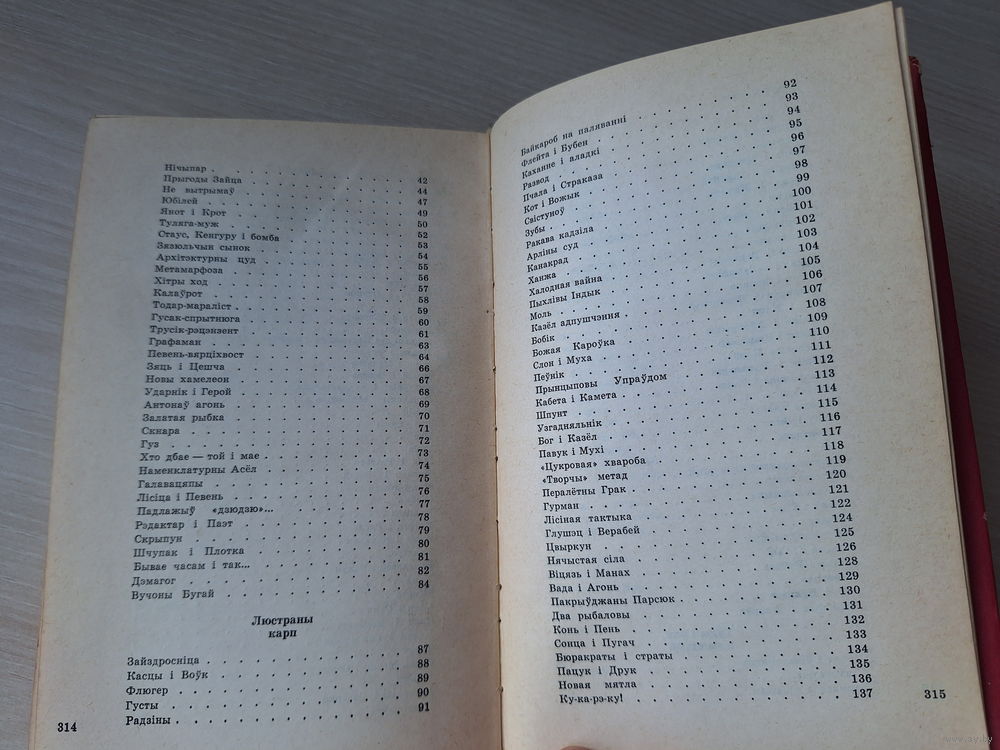 Нічыпар . 42
Прыгоды Зайца . 44
Не вытрымаў . 47
Юбілей . 49
Янот і Крот . 50
Туляга-муж . 52
Стаус, Кенгуру і бомба . 53
Зязюльчын сынок . 54
Архітэктурны цуд . 55
Метамарфоза . 56
Хітры ход . 57
Калаўрот . 58
Тодар-мараліст . 59
Гусак-спрытнюга . 60
Трусік-рэцэнзент . 61
Графаман . 63
Певень-вярціхвост . 64
Зяць і Цешча . 66
Новы хамелеон . 67
Ударнік і Герой . 68
Антонаў агонь . 69
Залатая рыбка . 70
Скнара . 71
Гуз . 72
Хто дбае — той і мае . 73
Наменклатурны Асёл . 74
Галавацяпы . 75
Лісіца і Певень . 76
Падлажыў «дзюдзю»... . 77
Рэдактар і Паэт . 78
Скрыпун . 79
Шчупак і Плотка . 80
Бывае часам і так... . 81
Дэмагог . 82
Вучоны Бугай . 84
Люстраны
карп
Зайздросніца . 87
Касцы і Воўк . 88
Флюгер . 89
Густы . 90
Радзіны . 91
314
Байкароб на паляванні . 92
Флейта і Бубен . 93
Каханне і аладкі . 94
Развод . 95
Пчала і Страказа . 96
Кот і Вожык . 97
Свістуноў . 98
Зубы . 99
Ракава кадзіла . 100
Арліны суд . 101
Канакрад . 102
Ханжа . 103
Халодная вайна . 104
Пыхлівы Індык . 105
Моль . 106
Казёл адпушчэння . 107
Бобік . 108
Божая Кароўка . 109
Слон і Муха . 110
Пеўнік . 111
Прынцыповы Упраўдом . 112
Кабета і Камета . 113
Шпунт . 114
Узгадняльнік . 115
Бог і Казёл . 116
Павук і Мухі . 117
«Цукровая» хвароба . 118
«Творчы» метад . 119
Пералётны Грак . 120
Гурман . 121
Лісіная тактыка . 122
Глушэц і Верабей . 124
Цвыркун . 125
Нячыстая сіла . 126
Віцязь і Манах . 128
Вада і Агонь . 129
Пакрыўджаны Парсюк . 130
Два рыбаловы . 131
Конь і Пень . 132
Сонца і Пугач . 133
Бюракраты і страты . 134
Пацук і Друк . 135
Новая мятла . 136
Ку-ка-рэ-ку! . 137
315